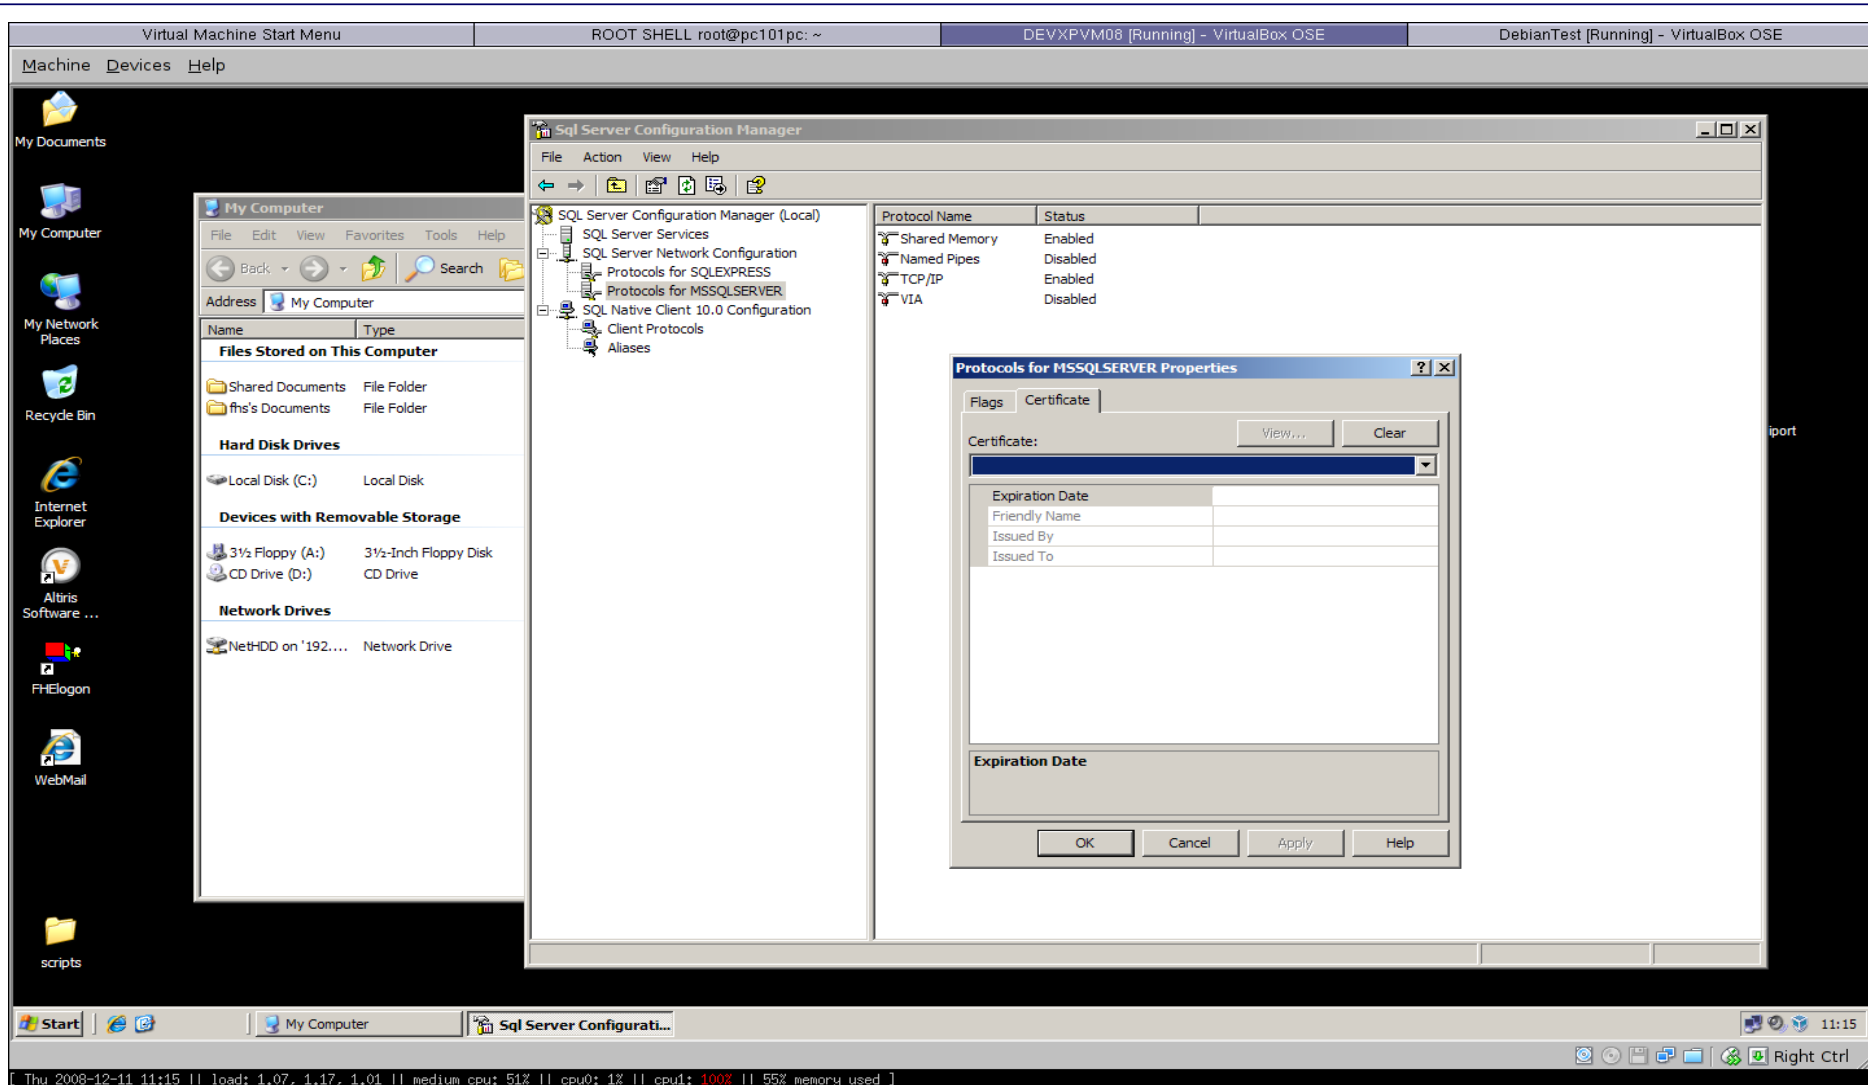 Virtual Machine Start Menu
ROOT SHELL root@pc101pc: ~
DEVXPVM08 [Running] - VirtualBox OSE
DebianTest [Running] - VirtualBox OSE
Machine Devices Help
My Documents
My Computer
My Network
Places
Recycle Bin
Internet
Explorer
Altiris
Software ...
FHElogon
WebMail
scripts
My Computer
File Edit View Favorites Tools Help
Back Search
Address My Computer
Name Type
Files Stored on This Computer
Shared Documents File Folder
fhs's Documents File Folder
Hard Disk Drives
Local Disk (C:) Local Disk
Devices with Removable Storage
3½ Floppy (A:) 3½-Inch Floppy Disk
CD Drive (D:) CD Drive
Network Drives
NetHDD on '192.... Network Drive
Sql Server Configuration Manager
File Action View Help
SQL Server Configuration Manager (Local)
SQL Server Services
SQL Server Network Configuration
Protocols for SQLEXPRESS
Protocols for MSSQLSERVER
SQL Native Client 10.0 Configuration
Client Protocols
Aliases
Protocol Name Status
Shared Memory Enabled
Named Pipes Disabled
TCP/IP Enabled
VIA Disabled
Protocols for MSSQLSERVER Properties
Flags Certificate
Certificate: View... Clear
Expiration Date
Friendly Name
Issued By
Issued To
Expiration Date
OK Cancel Apply Help
iport
Start My Computer Sql Server Configurati... 11:15
Right Ctrl
[ Thu 2008-12-11 11:15 || load: 1.07, 1.17, 1.01 || medium cpu: 51% || cpu0: 1% || cpu1: 100% || 55% memory used ]